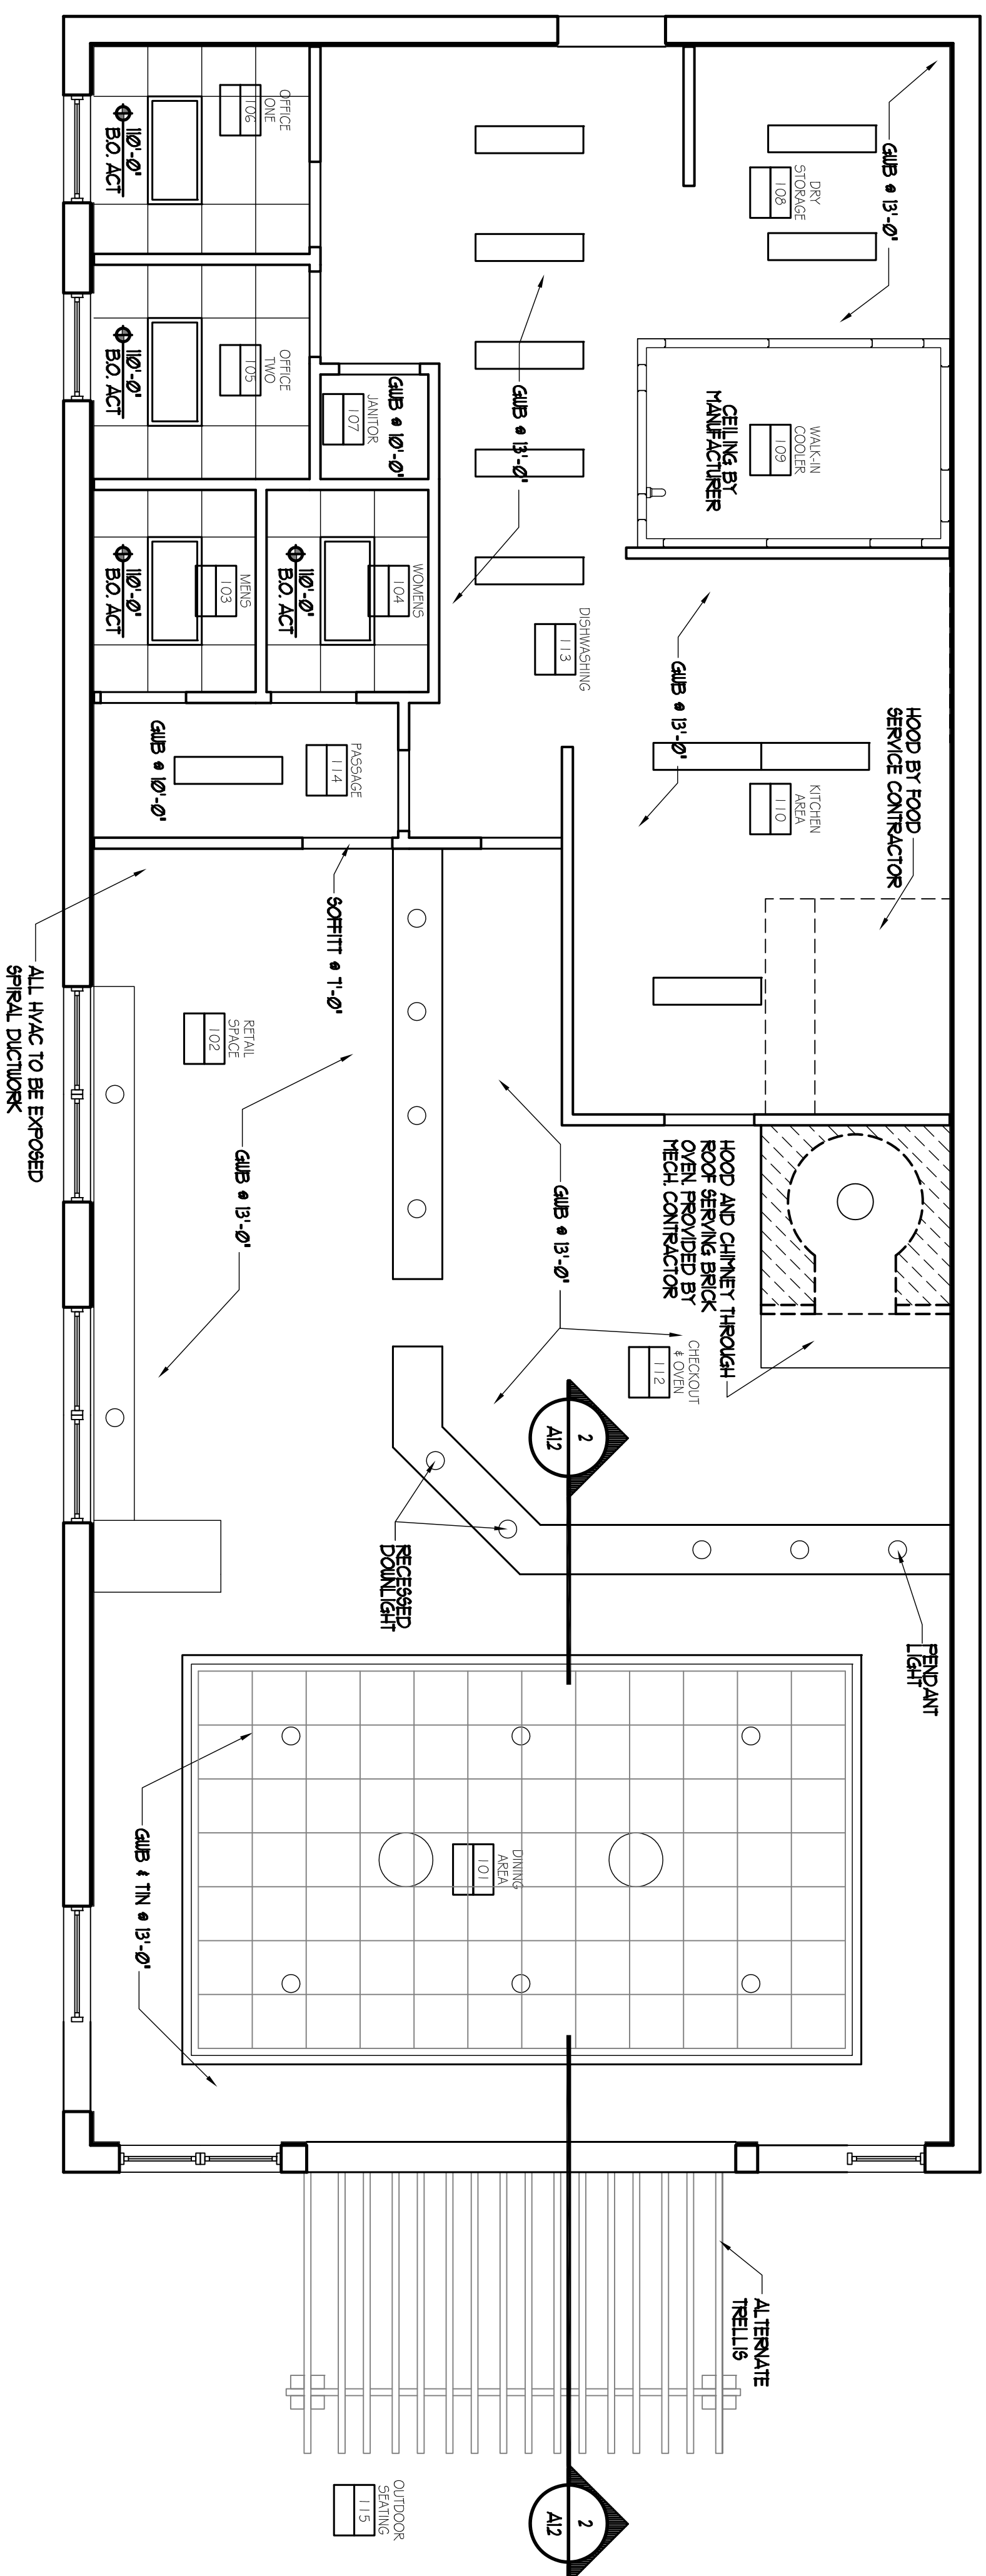 GWB @ 13'-0"
DRY
STORAGE
108
WALK-IN
COOLER
109
CEILING BY
MANUFACTURER
HOOD BY FOOD
SERVICE CONTRACTOR
KITCHEN
AREA
110
GWB @ 13'-0"
GWB @ 13'-0"
DISHWASHING
113
OFFICE
ONE
106
110'-0"
B.O. ACT
OFFICE
TWO
105
110'-0"
B.O. ACT
JANITOR
107
GWB @ 10'-0"
WOMENS
104
110'-0"
B.O. ACT
MENS
103
110'-0"
B.O. ACT
PASSAGE
114
GWB @ 10'-0"
SOFFITT @ 7'-0"
RETAIL
SPACE
102
ALL HVAC TO BE EXPOSED
SPIRAL DUCTWORK
GWB @ 13'-0"
GWB @ 13'-0"
HOOD AND CHIMNEY THROUGH
ROOF SERVING BRICK
OVEN. PROVIDED BY
MECH. CONTRACTOR
CHECKOUT
& OVEN
112
2
A1.2
RECESSED
DOWNLIGHT
PENDANT
LIGHT
DINING
AREA
101
GWB & TIN @ 13'-0"
ALTERNATE
TRELLIS
OUTDOOR
SEATING
115
2
A1.2